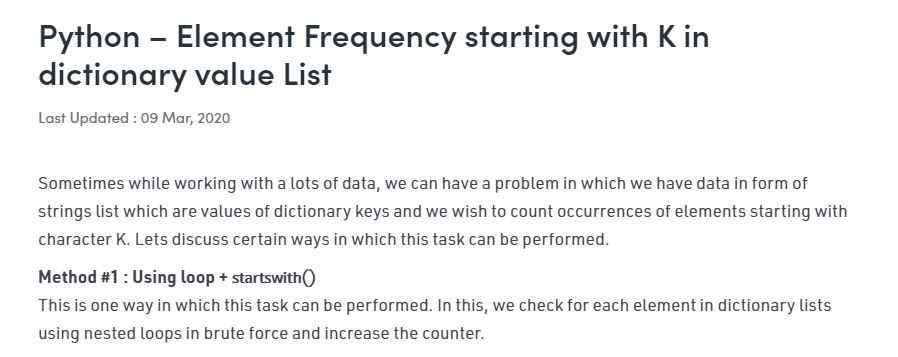 Python – Element Frequency starting with K in
dictionary value List
Last Updated : 09 Mar, 2020
Sometimes while working with a lots of data, we can have a problem in which we have data in form of
strings list which are values of dictionary keys and we wish to count occurrences of elements starting with
character K. Lets discuss certain ways in which this task can be performed.
Method #1 : Using loop + startswith()
This is one way in which this task can be performed. In this, we check for each element in dictionary lists
using nested loops in brute force and increase the counter.